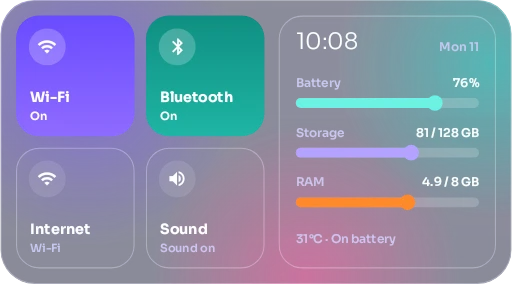 Wi-Fi
On
Bluetooth
On
Internet
Wi-Fi
Sound
Sound on
10:08
Mon 11
Battery 76%
Storage 81 / 128 GB
RAM 4.9 / 8 GB
31°C · On battery